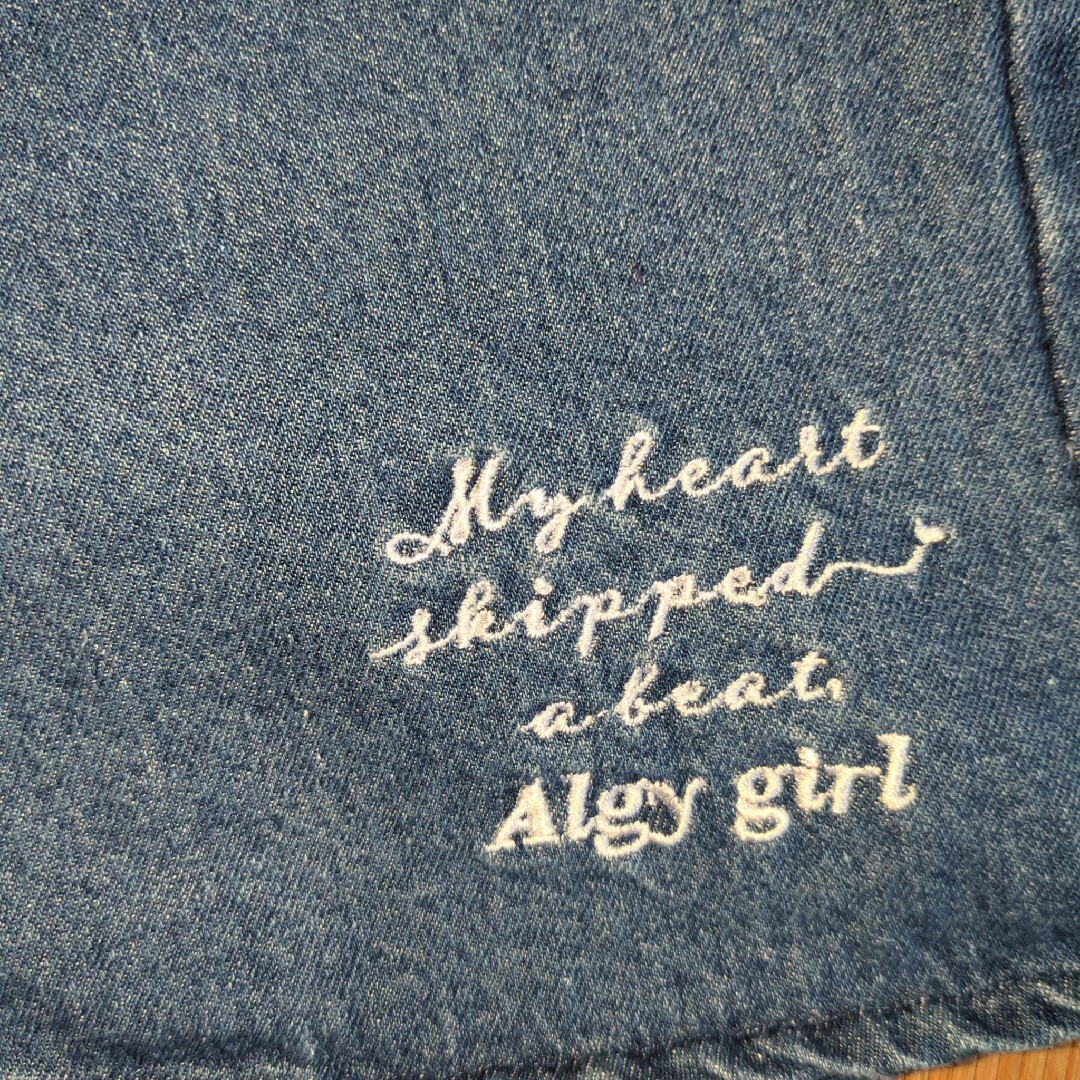 My heart
skipped
a beat,
Algy girl